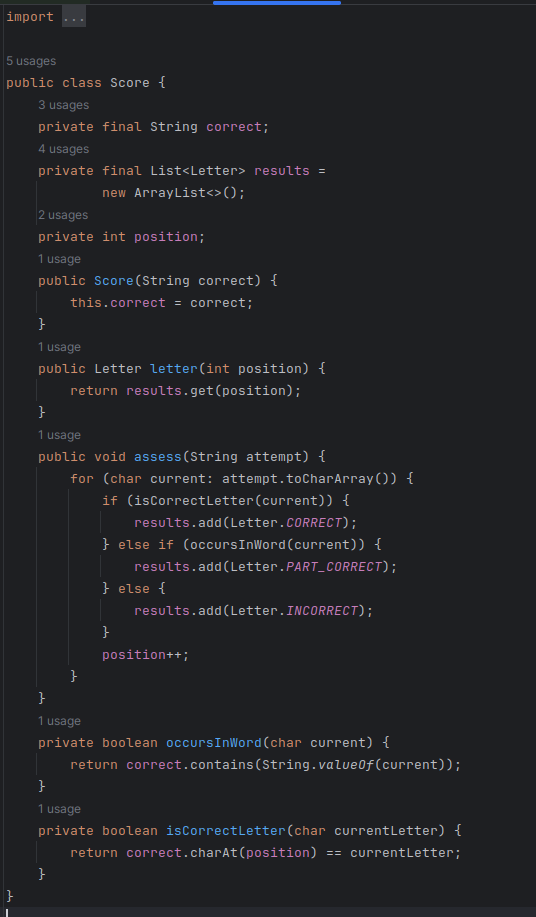 import ...
5 usages
public class Score {
3 usages
    private final String correct;
4 usages
    private final List<Letter> results =
            new ArrayList<>();
2 usages
    private int position;
1 usage
    public Score(String correct) {
        this.correct = correct;
    }
1 usage
    public Letter letter(int position) {
        return results.get(position);
    }
1 usage
    public void assess(String attempt) {
        for (char current: attempt.toCharArray()) {
            if (isCorrectLetter(current)) {
                results.add(Letter.CORRECT);
            } else if (occursInWord(current)) {
                results.add(Letter.PART_CORRECT);
            } else {
                results.add(Letter.INCORRECT);
            }
            position++;
        }
    }
1 usage
    private boolean occursInWord(char current) {
        return correct.contains(String.valueOf(current));
    }
1 usage
    private boolean isCorrectLetter(char currentLetter) {
        return correct.charAt(position) == currentLetter;
    }
}